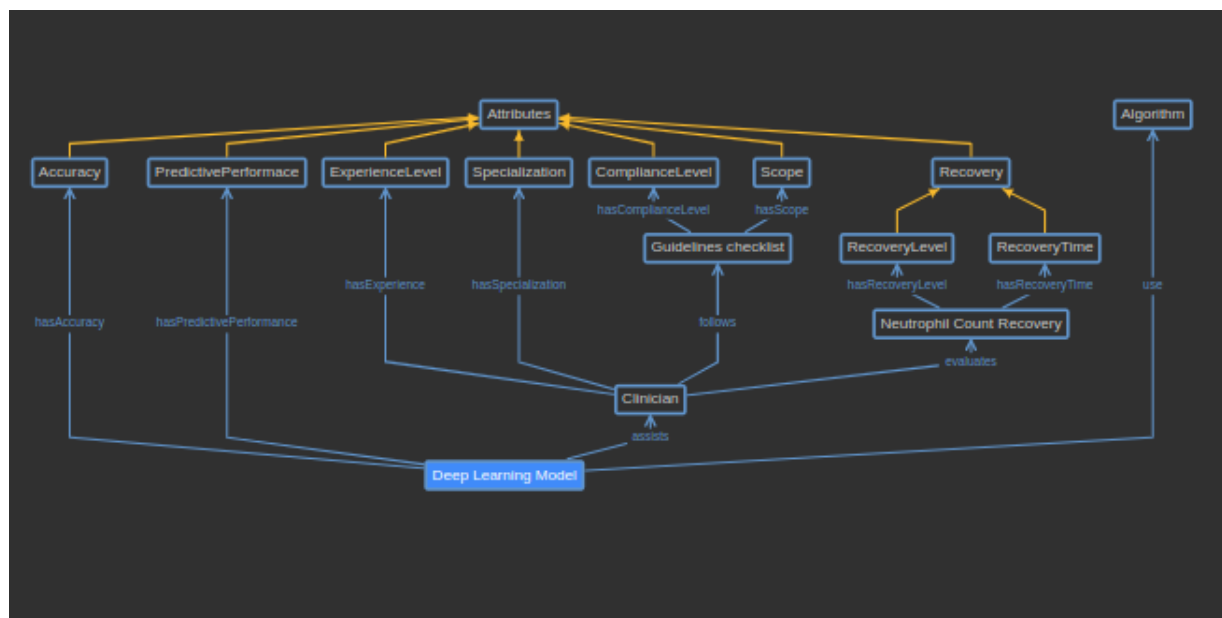 Attributes
Algorithm
Accuracy
PredictivePerformace
ExperienceLevel
Specialization
ComplianceLevel
Scope
Recovery
hasComplianceLevel
hasScope
Guidelines checklist
RecoveryLevel
RecoveryTime
hasExperience
hasSpecialization
hasRecoveryLevel
hasRecoveryTime
use
hasAccuracy
hasPredictivePerformance
follows
Neutrophil Count Recovery
evaluates
Clinician
assists
Deep Learning Model